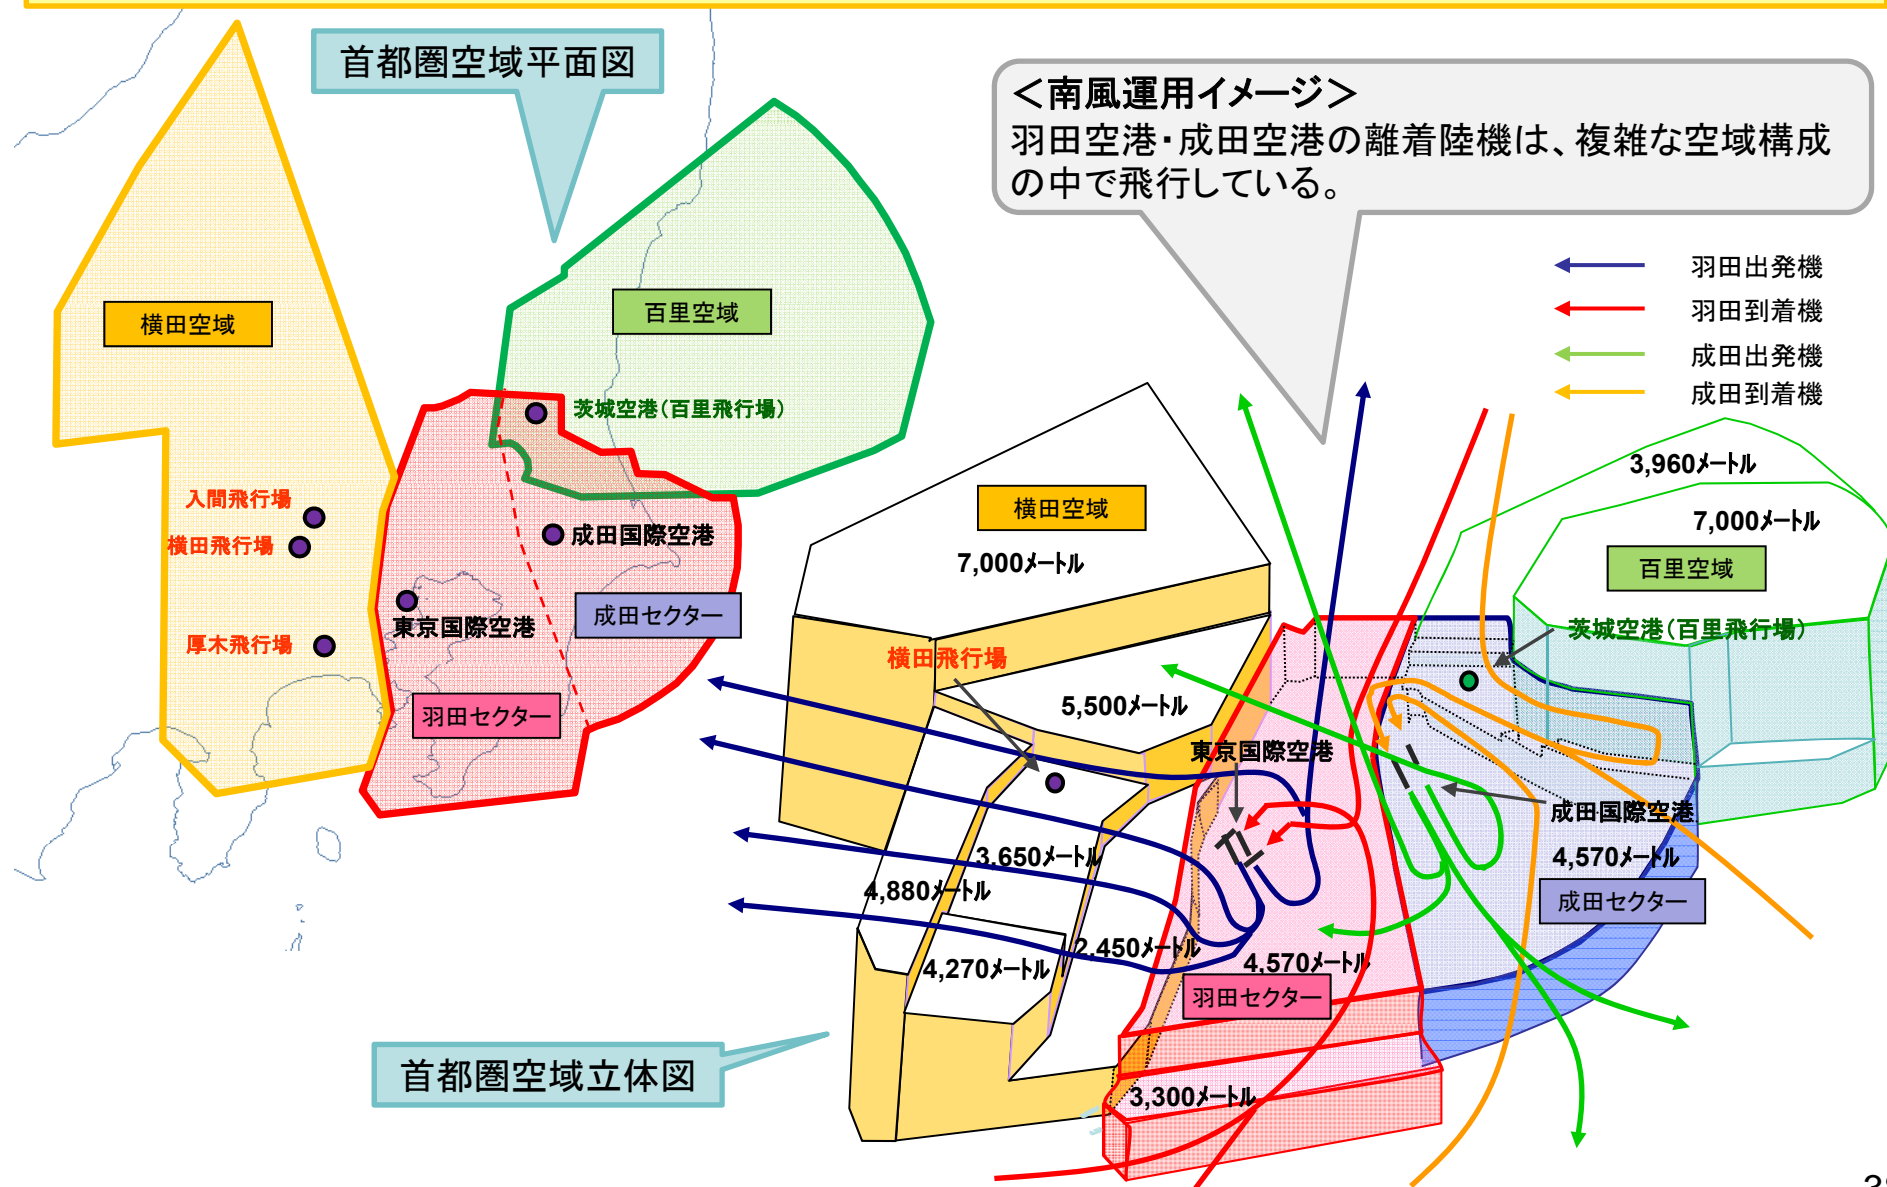 首都圏空域平面図
＜南風運用イメージ＞
羽田空港・成田空港の離着陸機は、複雑な空域構成
の中で飛行している。
羽田出発機
羽田到着機
成田出発機
成田到着機
横田空域
百里空域
茨城空港（百里飛行場）
入間飛行場
横田飛行場
成田国際空港
東京国際空港
成田セクター
厚木飛行場
羽田セクター
3,960メートル
7,000メートル
百里空域
茨城空港（百里飛行場）
横田空域
7,000メートル
横田飛行場
5,500メートル
東京国際空港
成田国際空港
4,570メートル
成田セクター
3,650メートル
4,880メートル
2,450メートル
4,270メートル
4,570メートル
羽田セクター
3,300メートル
首都圏空域立体図